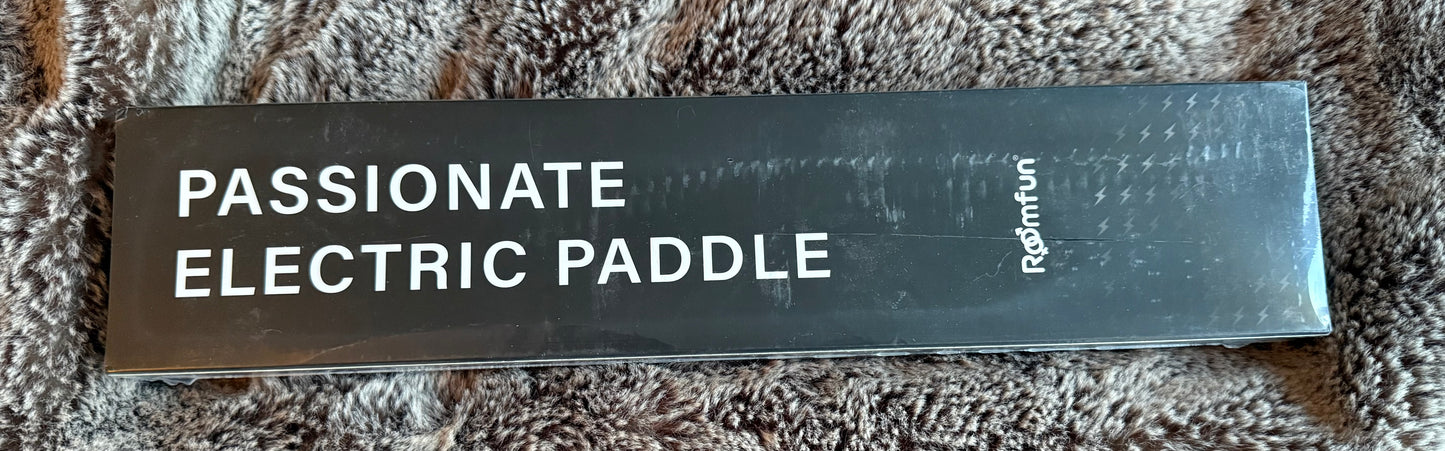 PASSIONATE
ELECTRIC PADDLE
Roomfun®